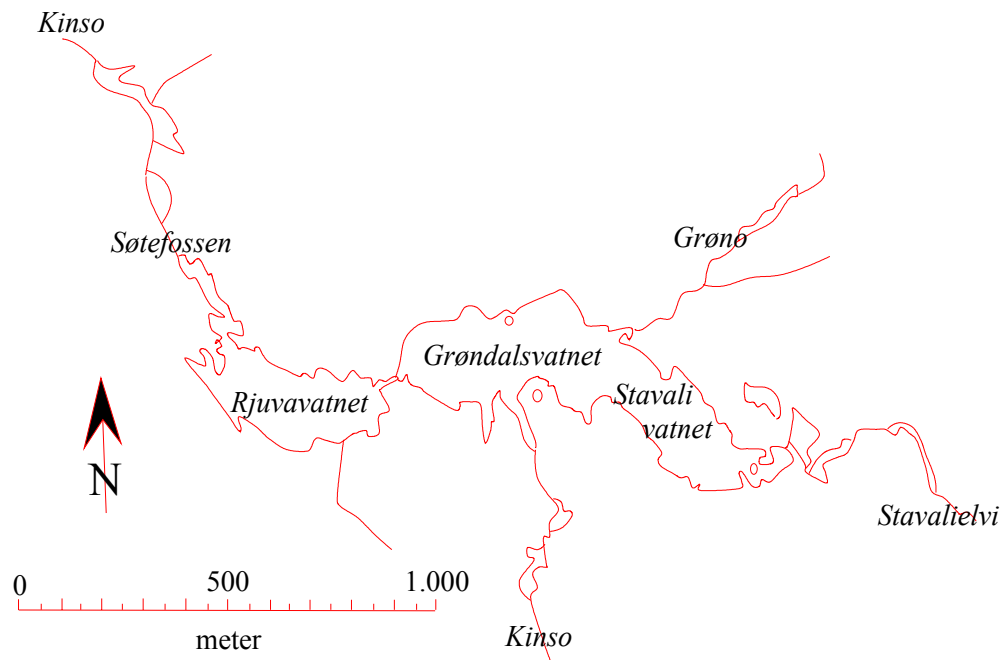 Kinso
Søtefossen
Grøno
Grøndalsvatnet
Rjuvavatnet
Stavali
vatnet
N
Stavalielvi
0 500 1.000
meter
Kinso